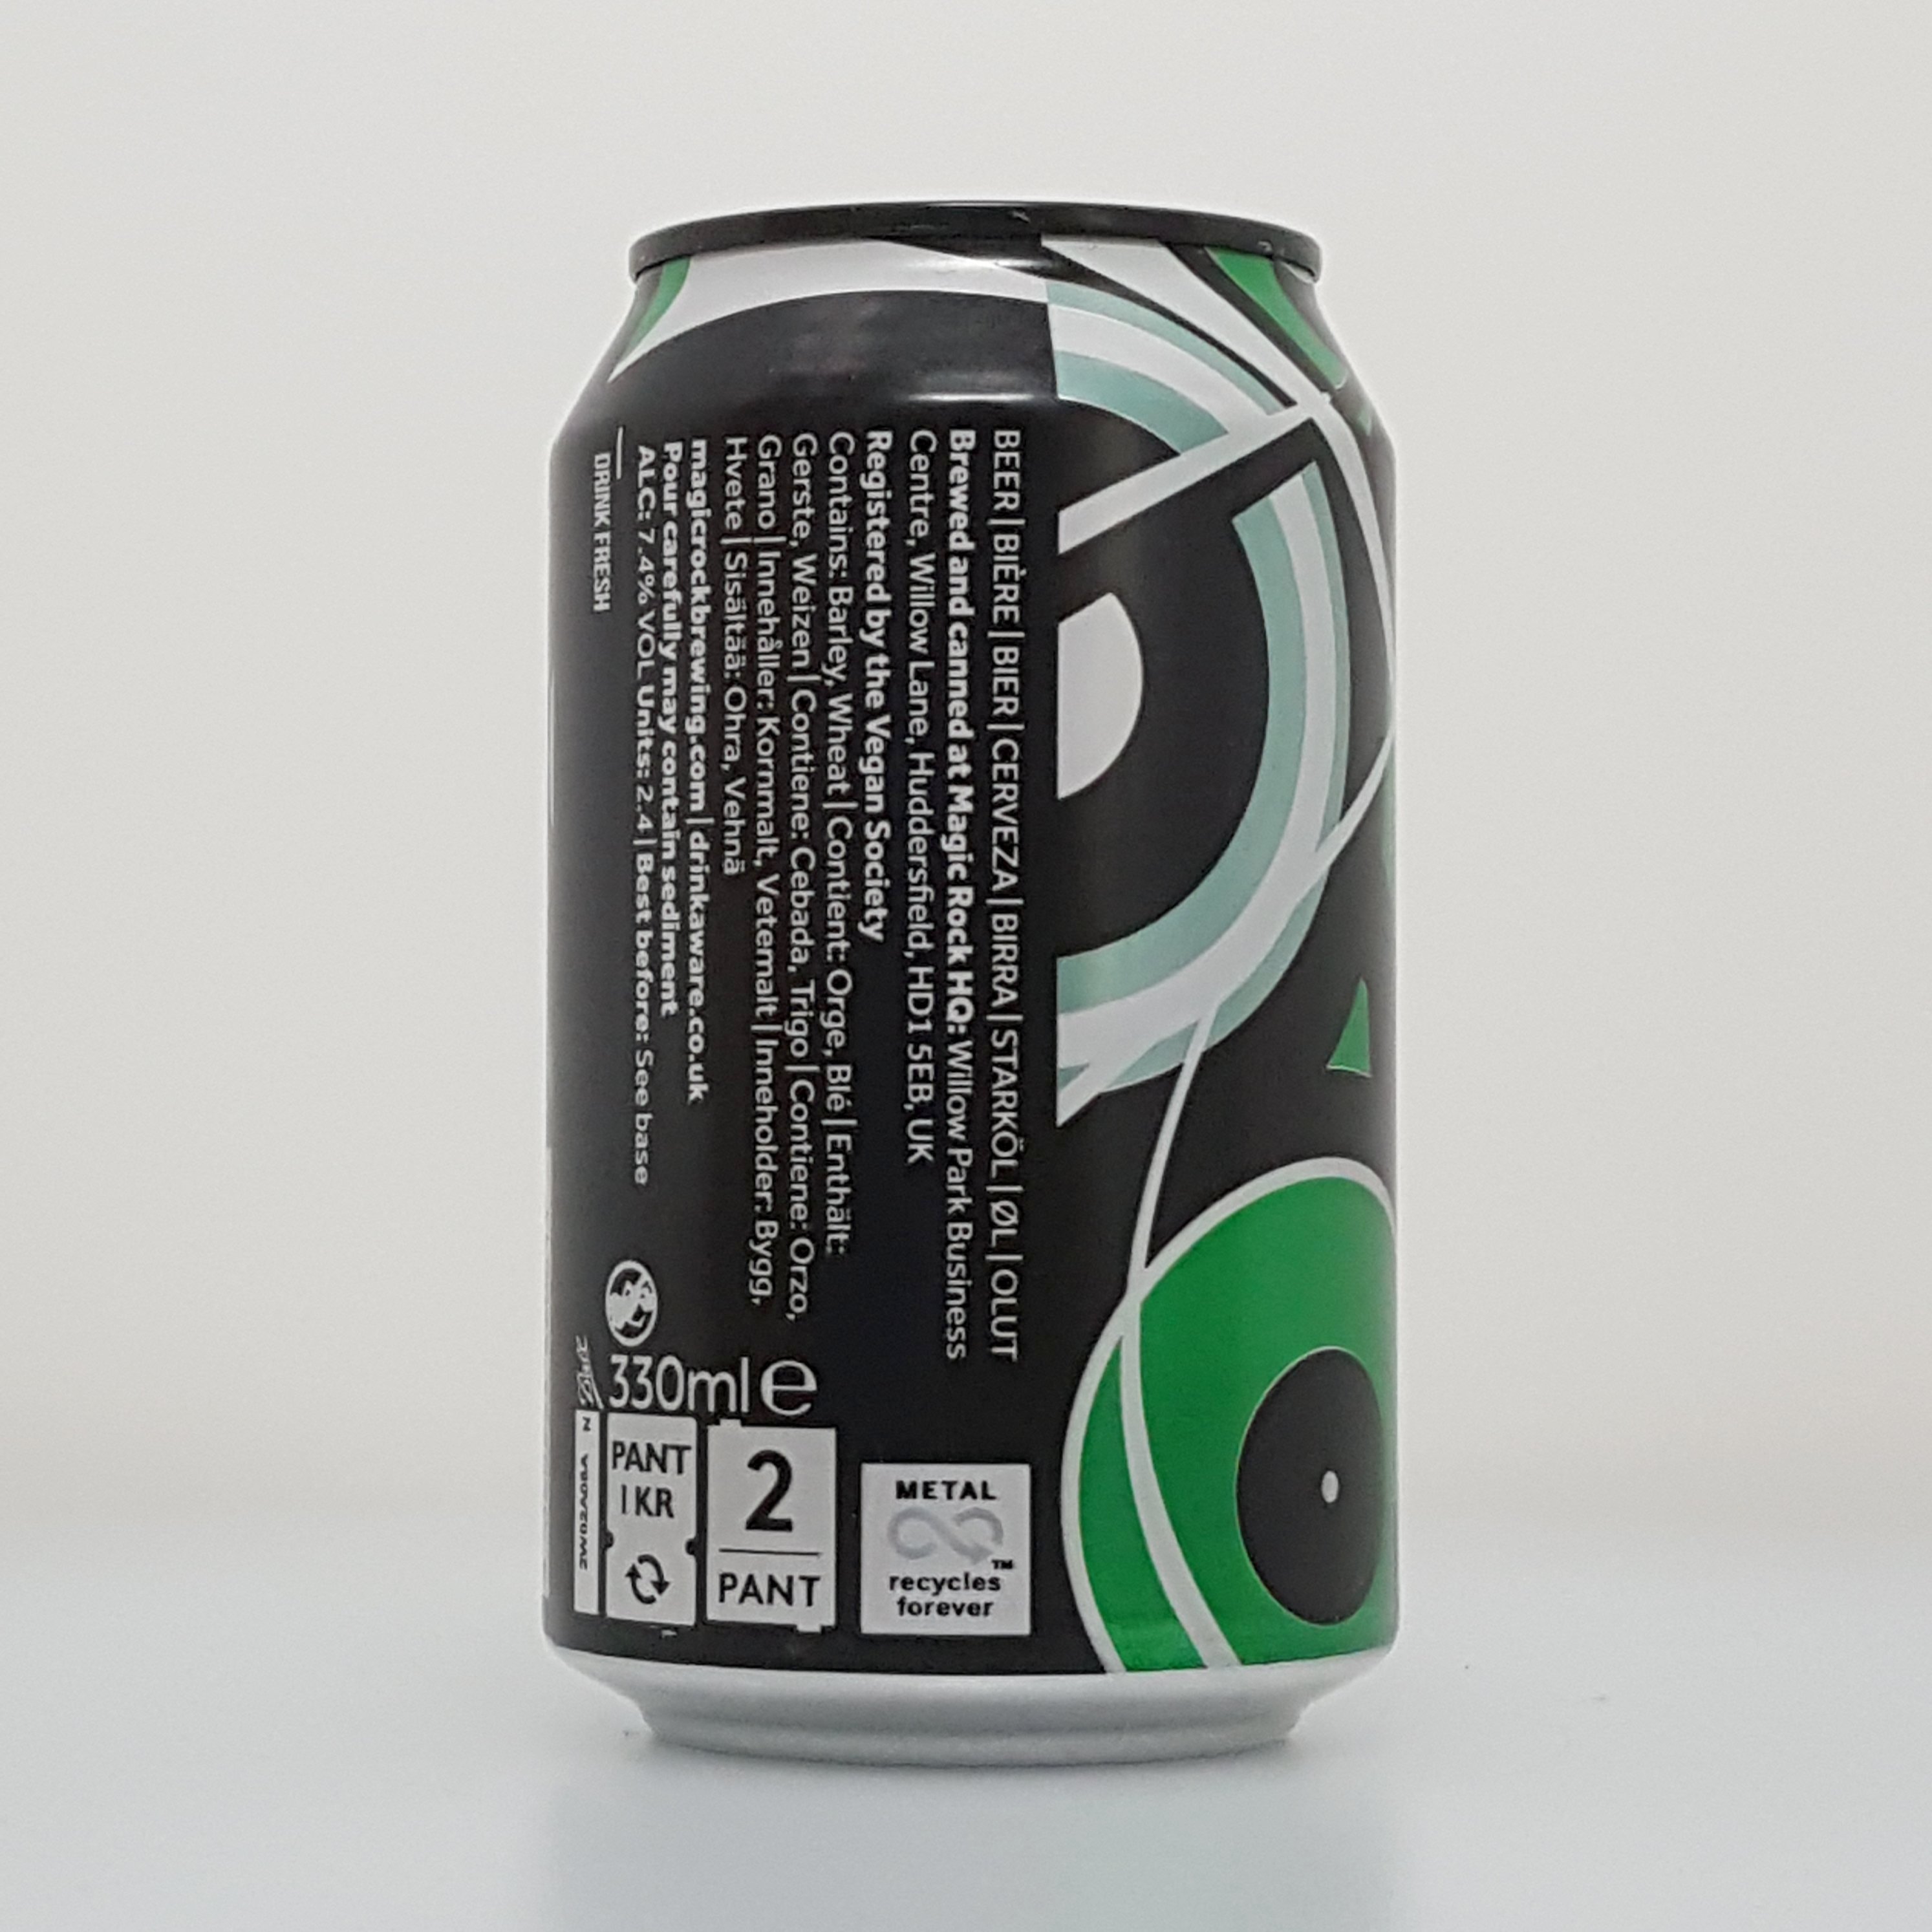 BEER | BIÈRE | BIER | CERVEZA | BIRRA | STARKÖL | ØL | OLUT
Brewed and canned at Magic Rock HQ: Willow Park Business
Centre, Willow Lane, Huddersfield, HD1 5EB, UK
Registered by the Vegan Society
Contains: Barley, Wheat | Contient: Orge, Blé | Enthält:
Gerste, Weizen | Contiene: Cebada, Trigo | Contiene: Orzo,
Grano | Innehåller: Kornmalt, Vetemalt | Inneholder: Bygg,
Hvete | Sisältää: Ohra, Vehnä
magicrockbrewing.com | drinkaware.co.uk
Pour carefully may contain sediment
ALC: 7.4% VOL Units: 2.4 | Best before: See base
DRINK FRESH
330ml e
PANT
1 KR
2
PANT
METAL
TM
recycles
forever